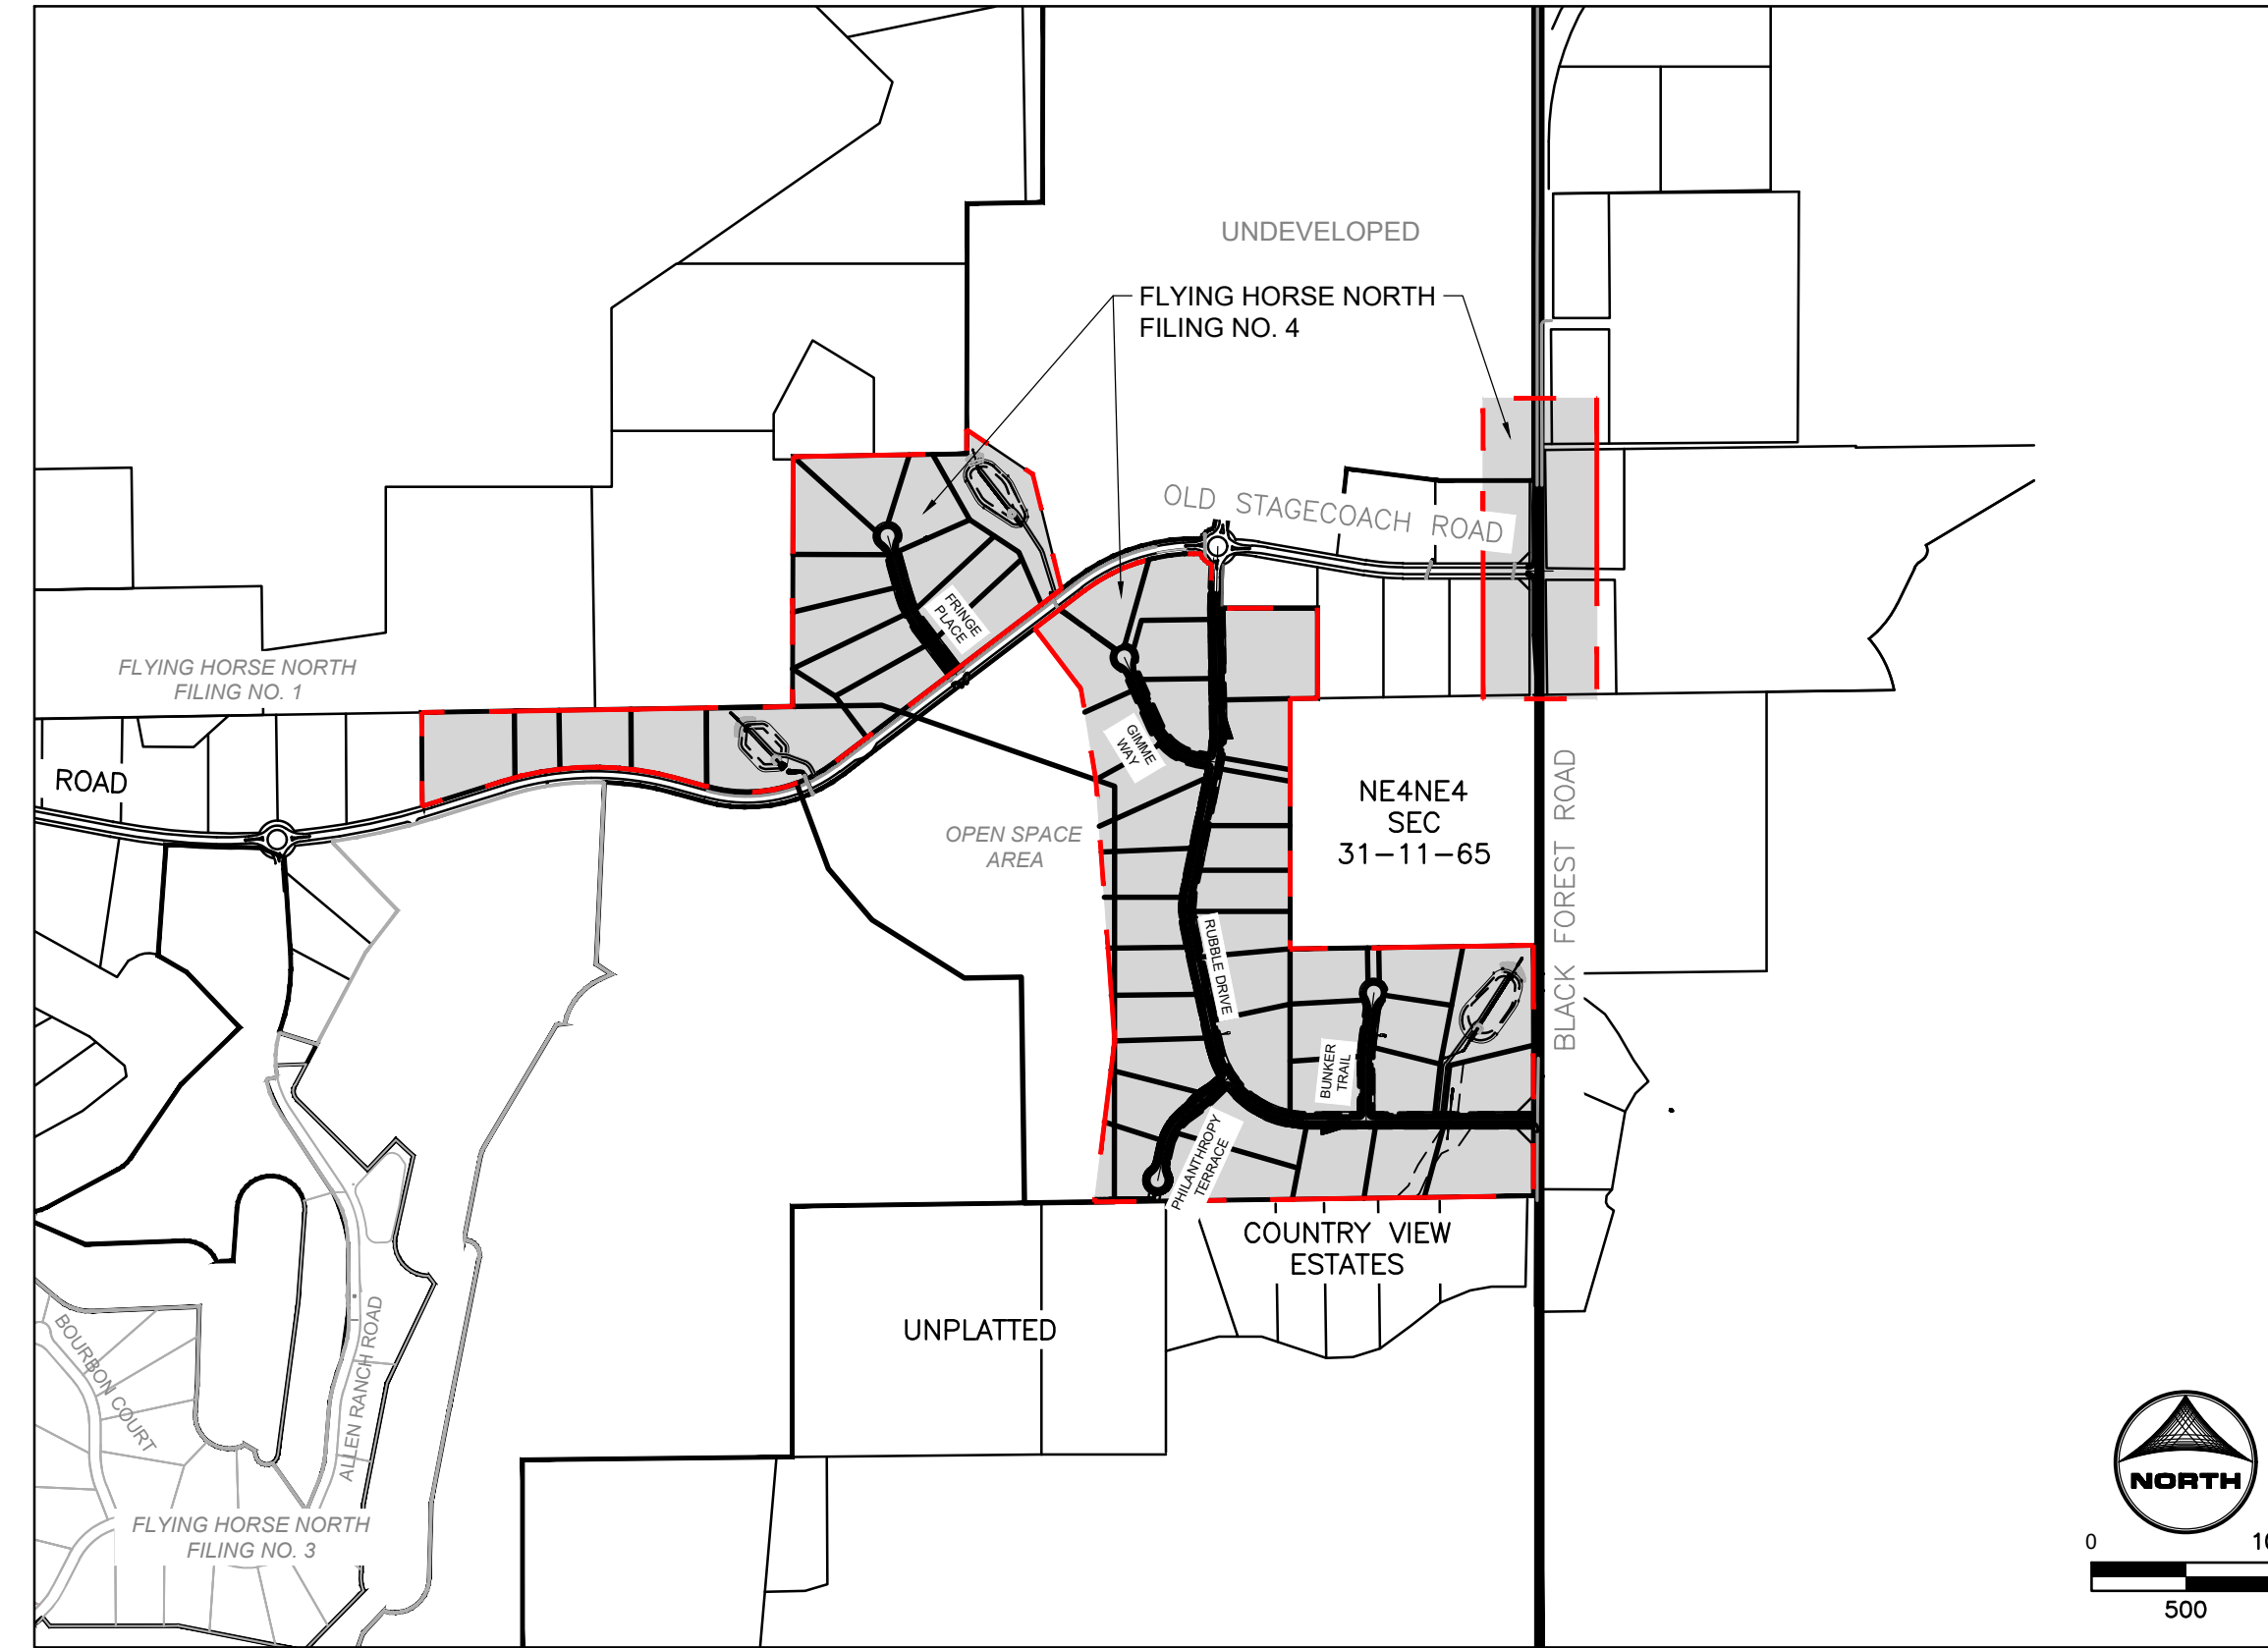 UNDEVELOPED
FLYING HORSE NORTH
FILING NO. 4
OLD STAGECOACH ROAD
FRINGE
PLACE
FLYING HORSE NORTH
FILING NO. 1
ROAD
GIMME
WAY
NE4NE4
SEC
31-11-65
OPEN SPACE
AREA
BLACK FOREST ROAD
RUBBLE DRIVE
BUNKER
TRAIL
PHILANTHROPY
TERRACE
COUNTRY VIEW
ESTATES
UNPLATTED
BOURBON COURT
ALLEN RANCH ROAD
FLYING HORSE NORTH
FILING NO. 3
NORTH
0
500